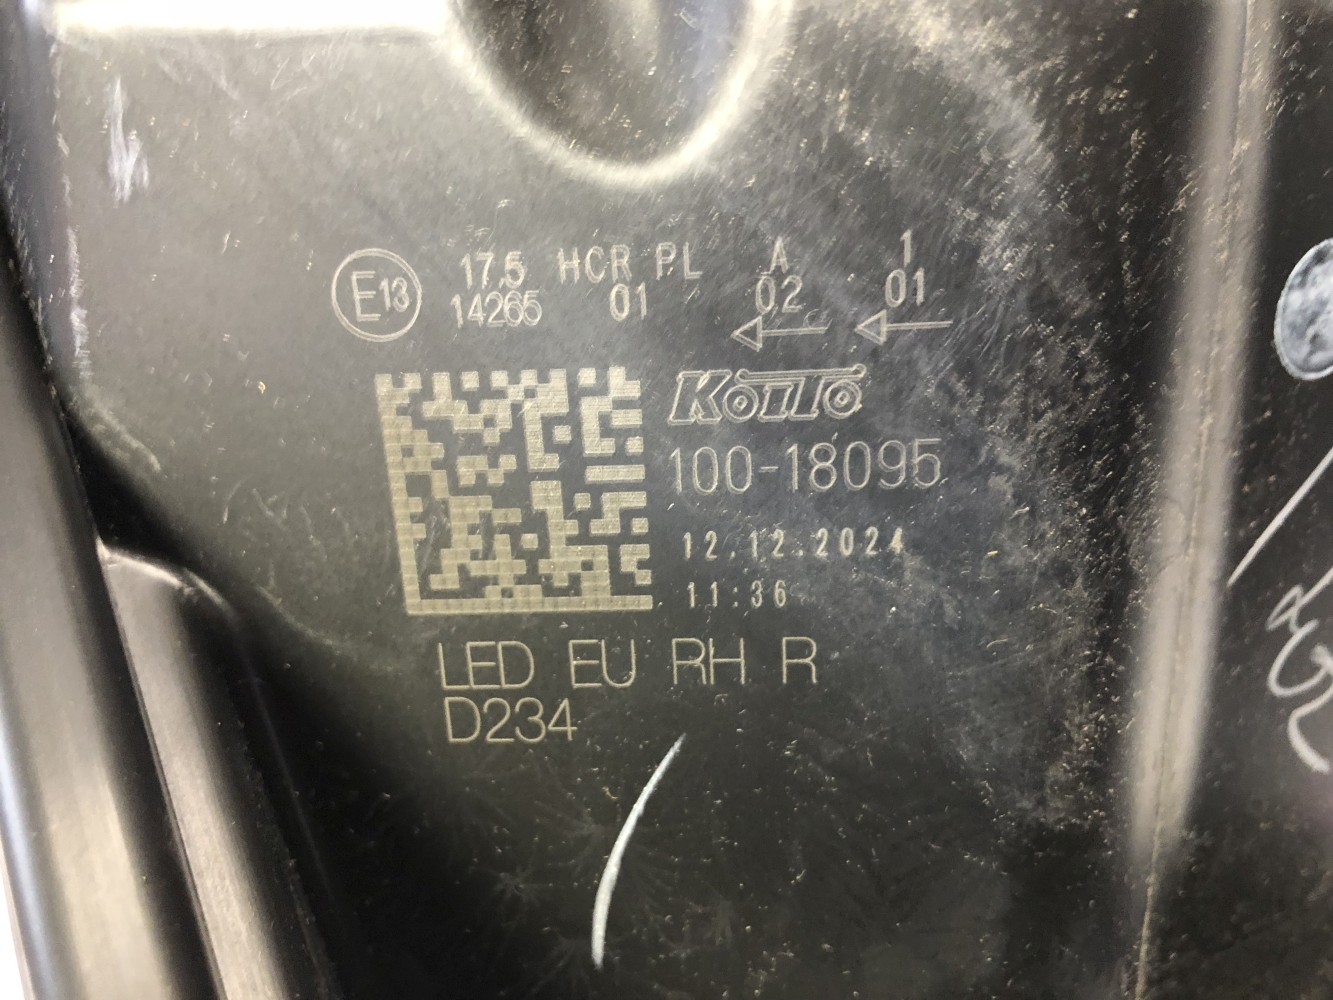 E13 17.5 HCR PL A 1
14265 01 02 01
KOITO
100-18095
12.12.2024
11:36
LED EU RH R
D234